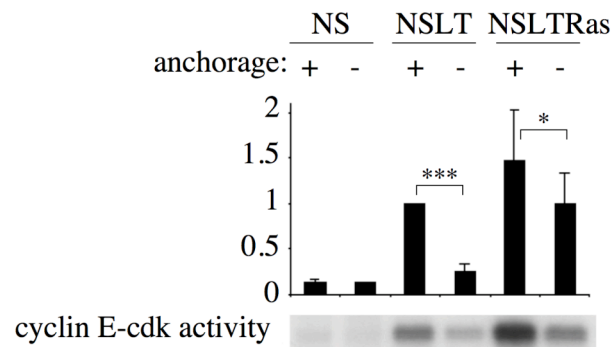 NS NSLT NSLTRas
anchorage: + - + - + -
2
*
1.5
***
1
0.5
0
cyclin E-cdk activity